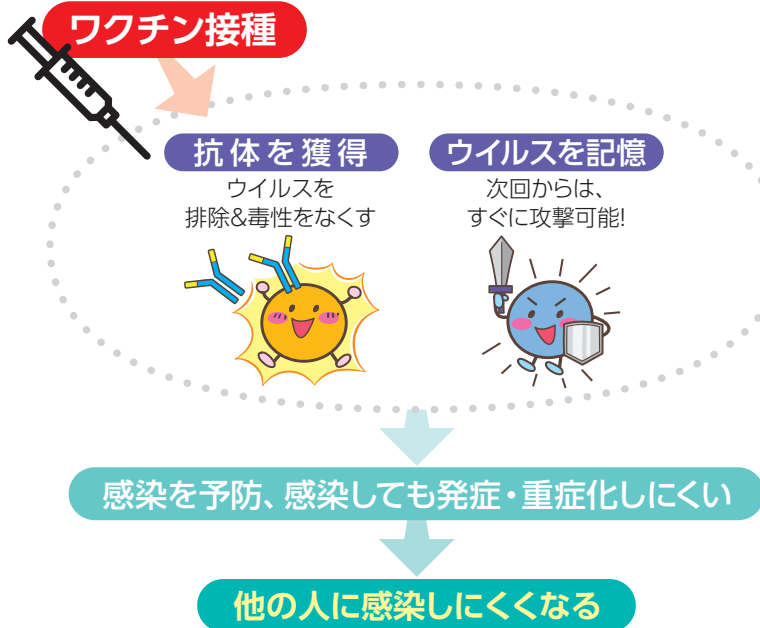 ワクチン接種
抗体を獲得
ウイルスを
排除&毒性をなくす
ウイルスを記憶
次回からは、
すぐに攻撃可能!
感染を予防、感染しても発症・重症化しにくい
他の人に感染しにくくなる